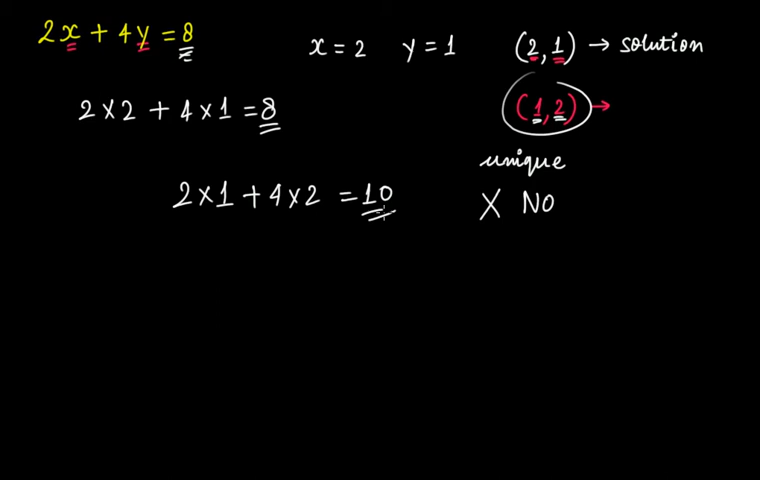 2x + 4y = 8
x = 2 y = 1 (2,1) → solution
2 × 2 + 4 × 1 = 8
(1,2) →
unique
2 × 1 + 4 × 2 = 10
X NO